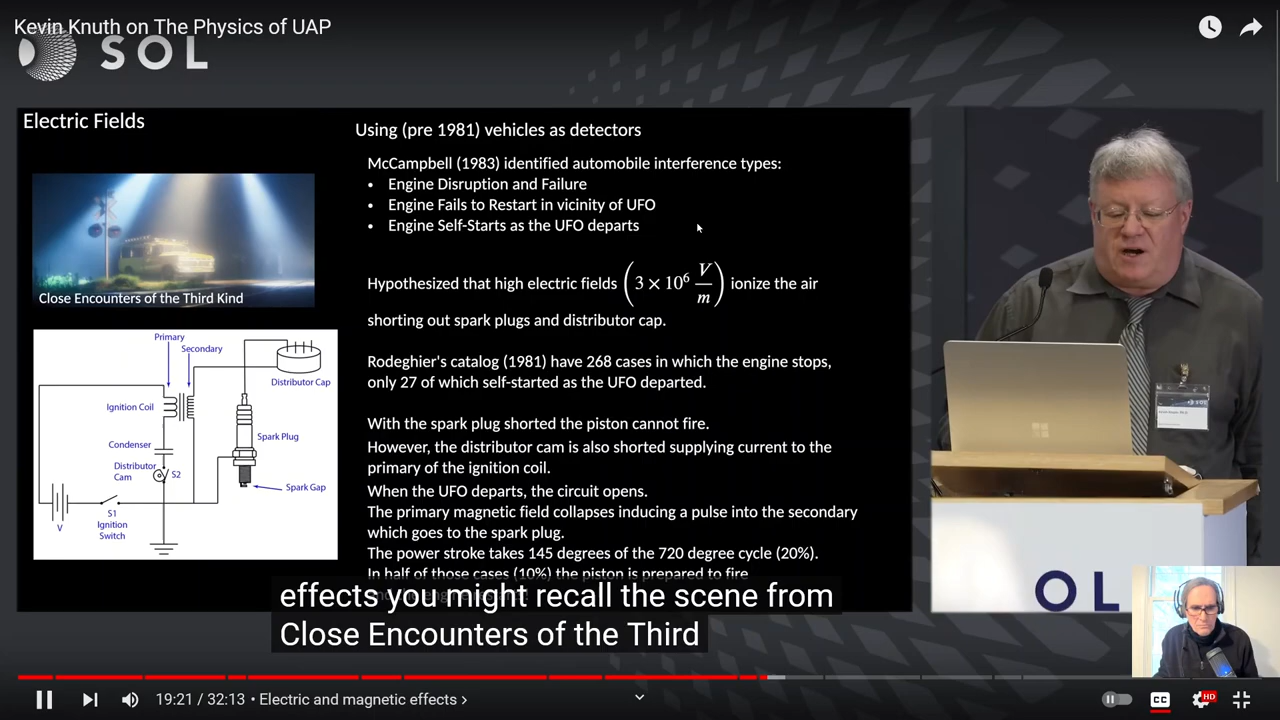 Kevin Knuth on The Physics of UAP
SOL
Electric Fields
Using (pre 1981) vehicles as detectors
McCampbell (1983) identified automobile interference types:
• Engine Disruption and Failure
• Engine Fails to Restart in vicinity of UFO
• Engine Self-Starts as the UFO departs
Close Encounters of the Third Kind
Hypothesized that high electric fields (3 × 10⁶ V/m) ionize the air
shorting out spark plugs and distributor cap.
Primary
Secondary
Distributor Cap
Ignition Coil
Condenser
Spark Plug
Distributor
Cam
S2
Spark Gap
S1
Ignition
Switch
V
Rodeghier's catalog (1981) have 268 cases in which the engine stops,
only 27 of which self-started as the UFO departed.
With the spark plug shorted the piston cannot fire.
However, the distributor cam is also shorted supplying current to the
primary of the ignition coil.
When the UFO departs, the circuit opens.
The primary magnetic field collapses inducing a pulse into the secondary
which goes to the spark plug.
The power stroke takes 145 degrees of the 720 degree cycle (20%).
In half of those cases (10%) the piston is prepared to fire
SOL
effects you might recall the scene from
Close Encounters of the Third
19:21 / 32:13 • Electric and magnetic effects >
CC
HD